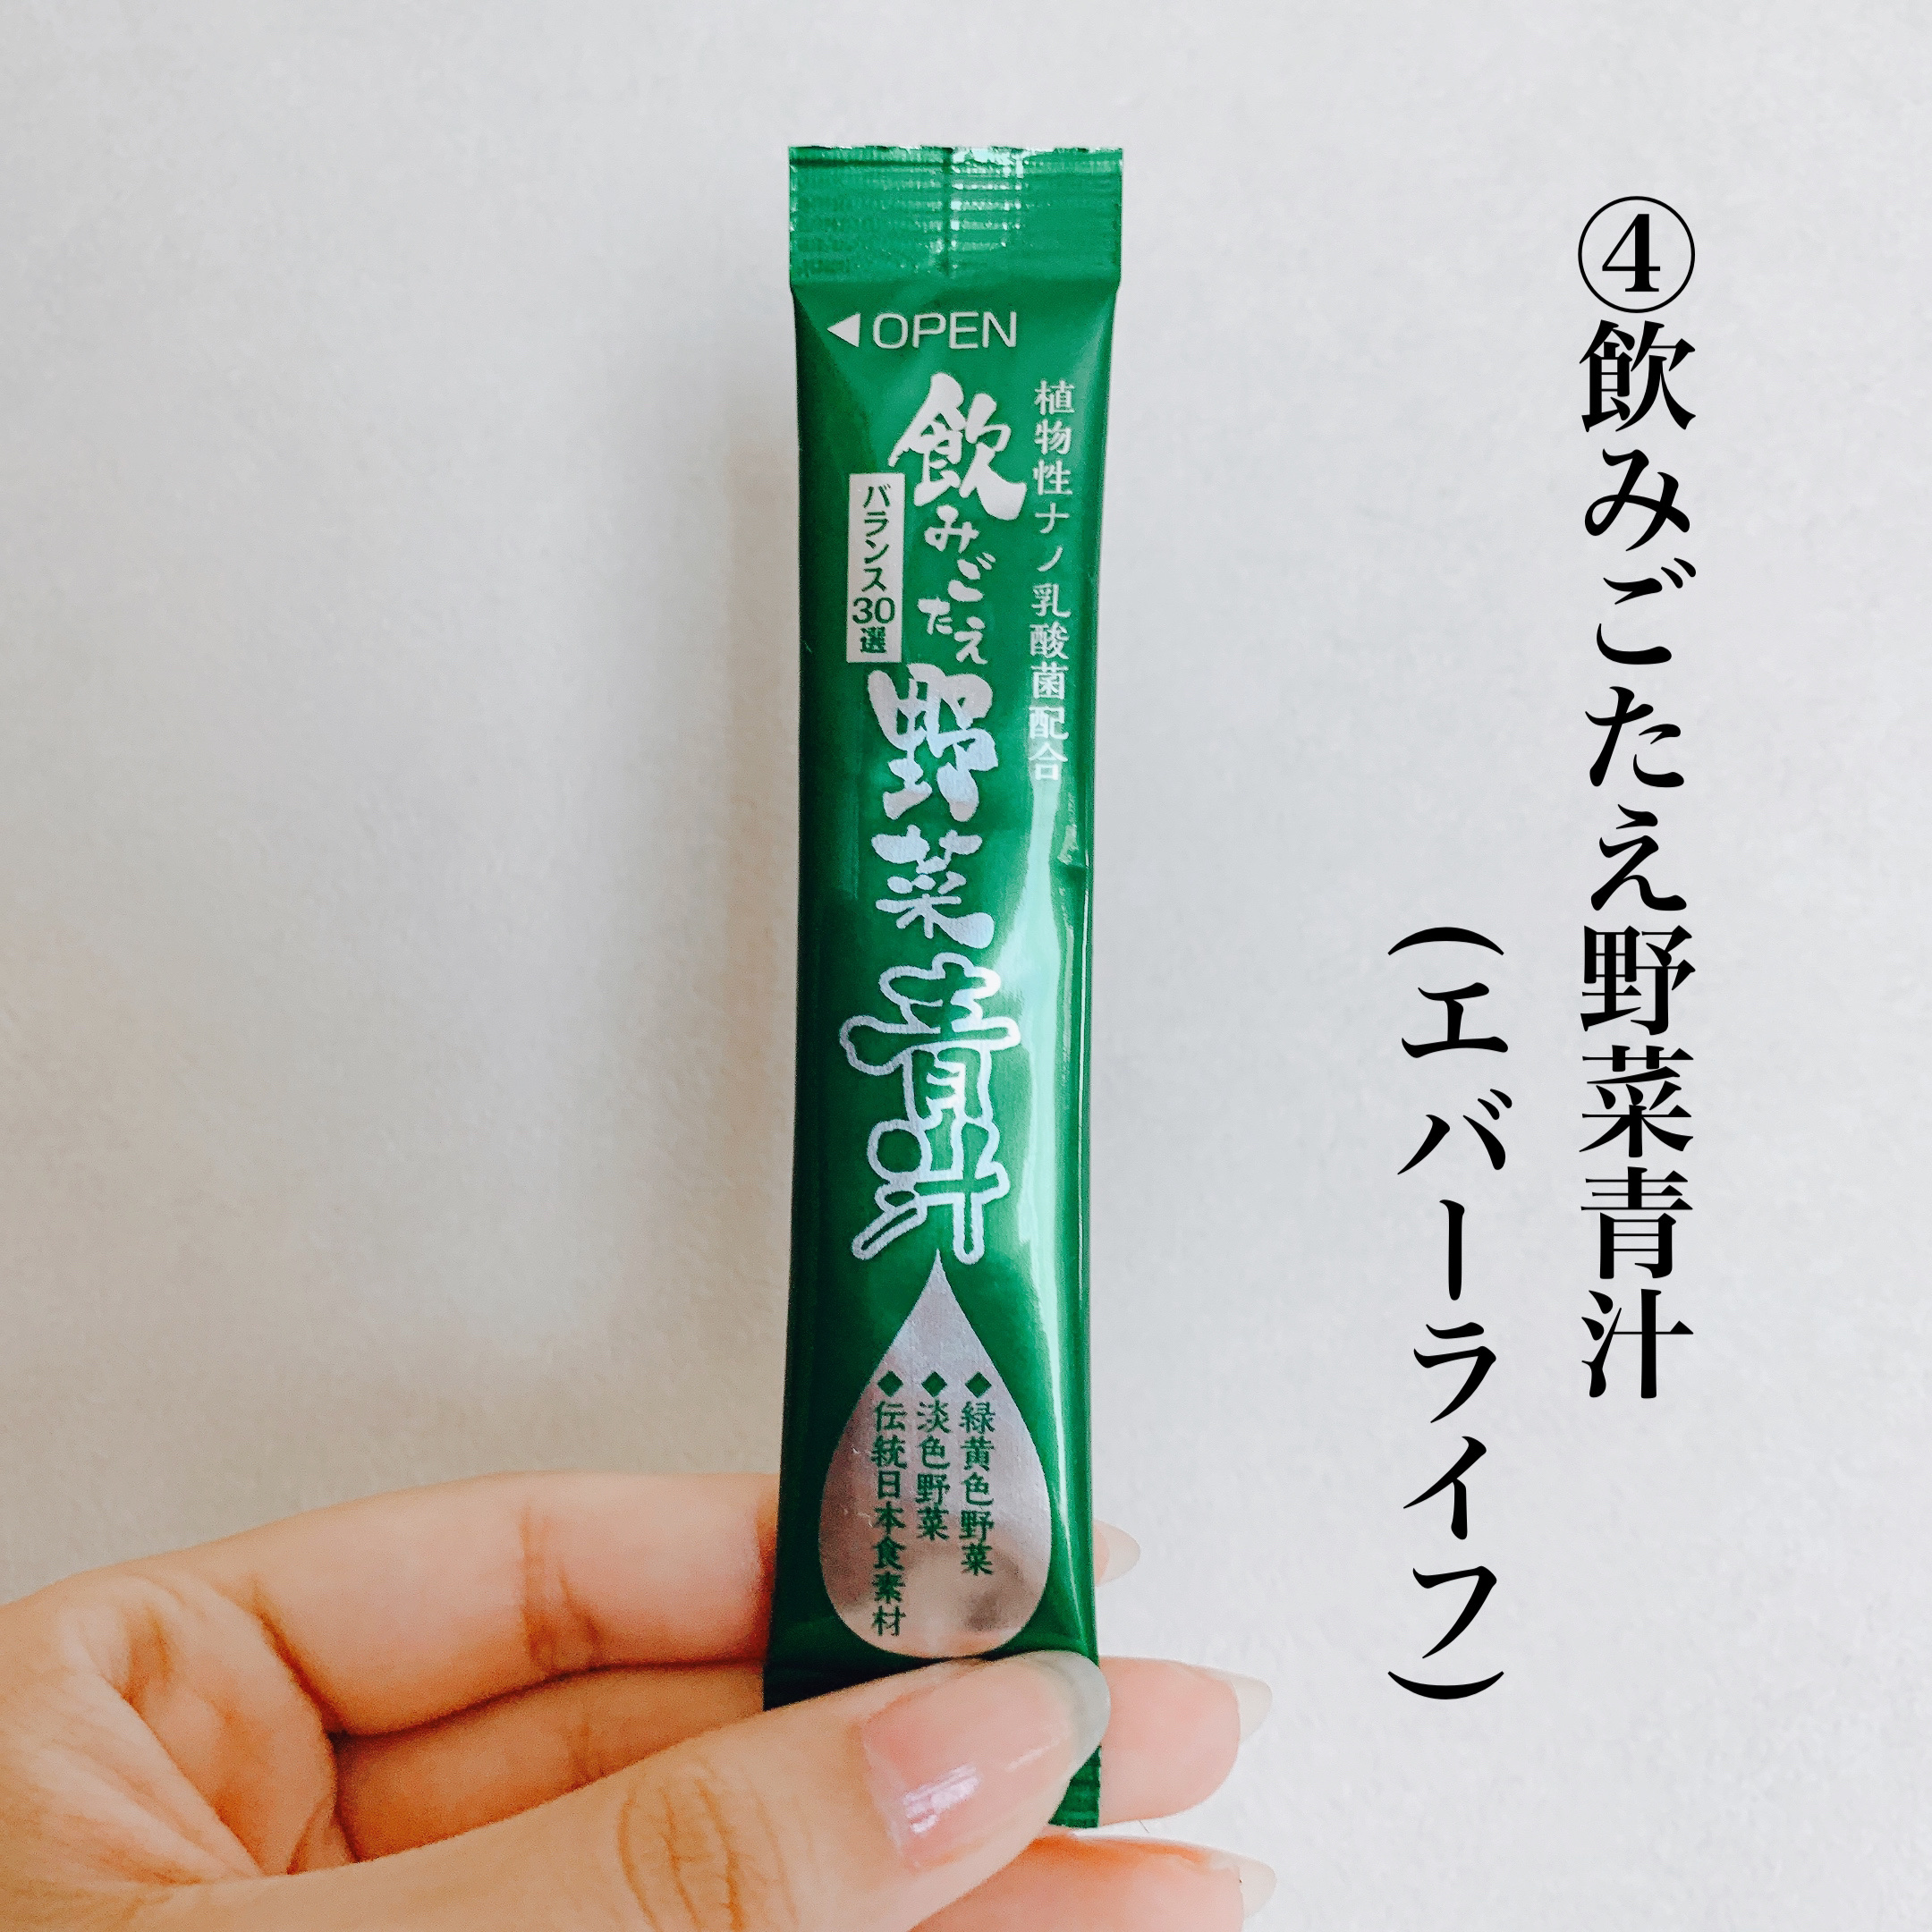 ④飲みごたえ野菜青汁
(エバーライフ)
◀OPEN
植物性ナノ乳酸菌配合
飲みごたえ
バランス30選
野菜青汁
◆緑黄色野菜
◆淡色野菜
◆伝統日本食素材